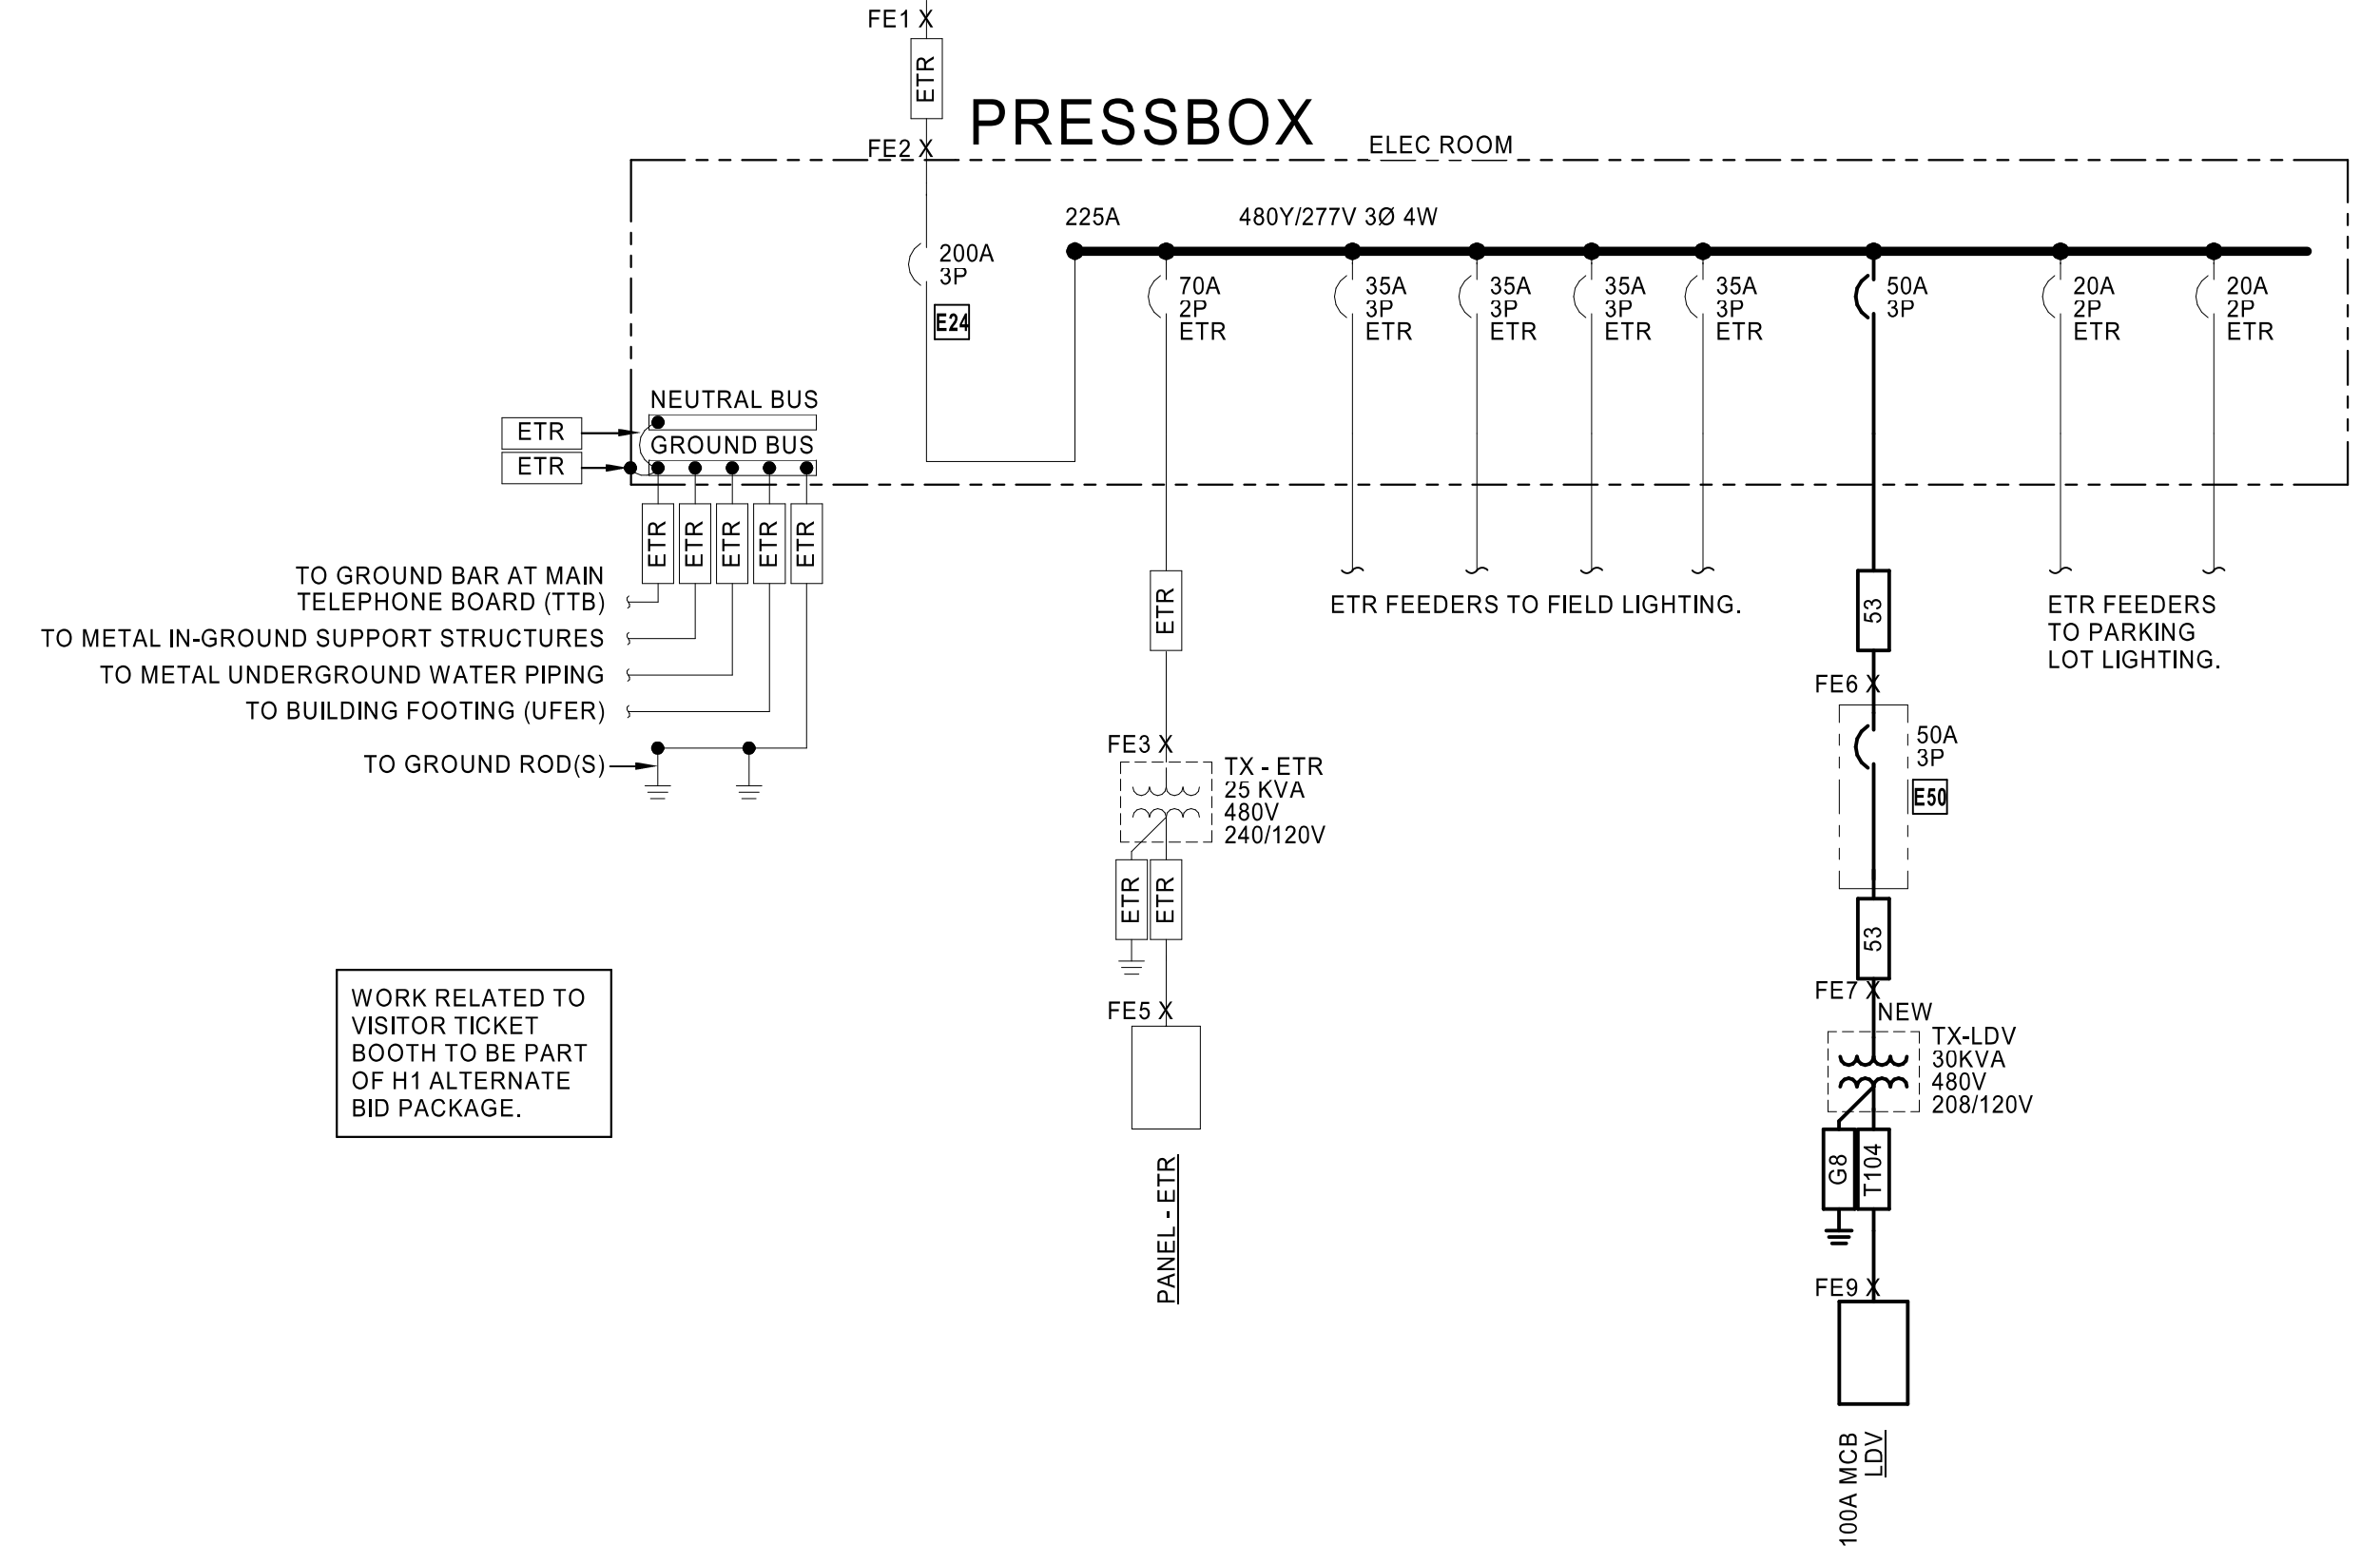 FE1 X
ETR
PRESSBOX
FE2 X
ELEC ROOM
225A
480Y/277V 3Ø 4W
200A
3P
E24
70A
2P
ETR
35A
3P
ETR
35A
3P
ETR
35A
3P
ETR
35A
3P
ETR
50A
3P
20A
2P
ETR
20A
2P
ETR
NEUTRAL BUS
ETR
GROUND BUS
ETR
ETR
ETR
ETR
ETR
ETR
TO GROUND BAR AT MAIN
TELEPHONE BOARD (TTB)
TO METAL IN-GROUND SUPPORT STRUCTURES
TO METAL UNDERGROUND WATER PIPING
TO BUILDING FOOTING (UFER)
TO GROUND ROD(S)
ETR
ETR FEEDERS TO FIELD LIGHTING.
53
ETR FEEDERS
TO PARKING
LOT LIGHTING.
FE6 X
50A
3P
E50
FE3 X
TX - ETR
25 KVA
480V
240/120V
ETR
ETR
FE5 X
PANEL - ETR
53
FE7 X
NEW
TX-LDV
30KVA
480V
208/120V
G8
T104
FE9 X
100A MCB
LDV
WORK RELATED TO
VISITOR TICKET
BOOTH TO BE PART
OF H1 ALTERNATE
BID PACKAGE.